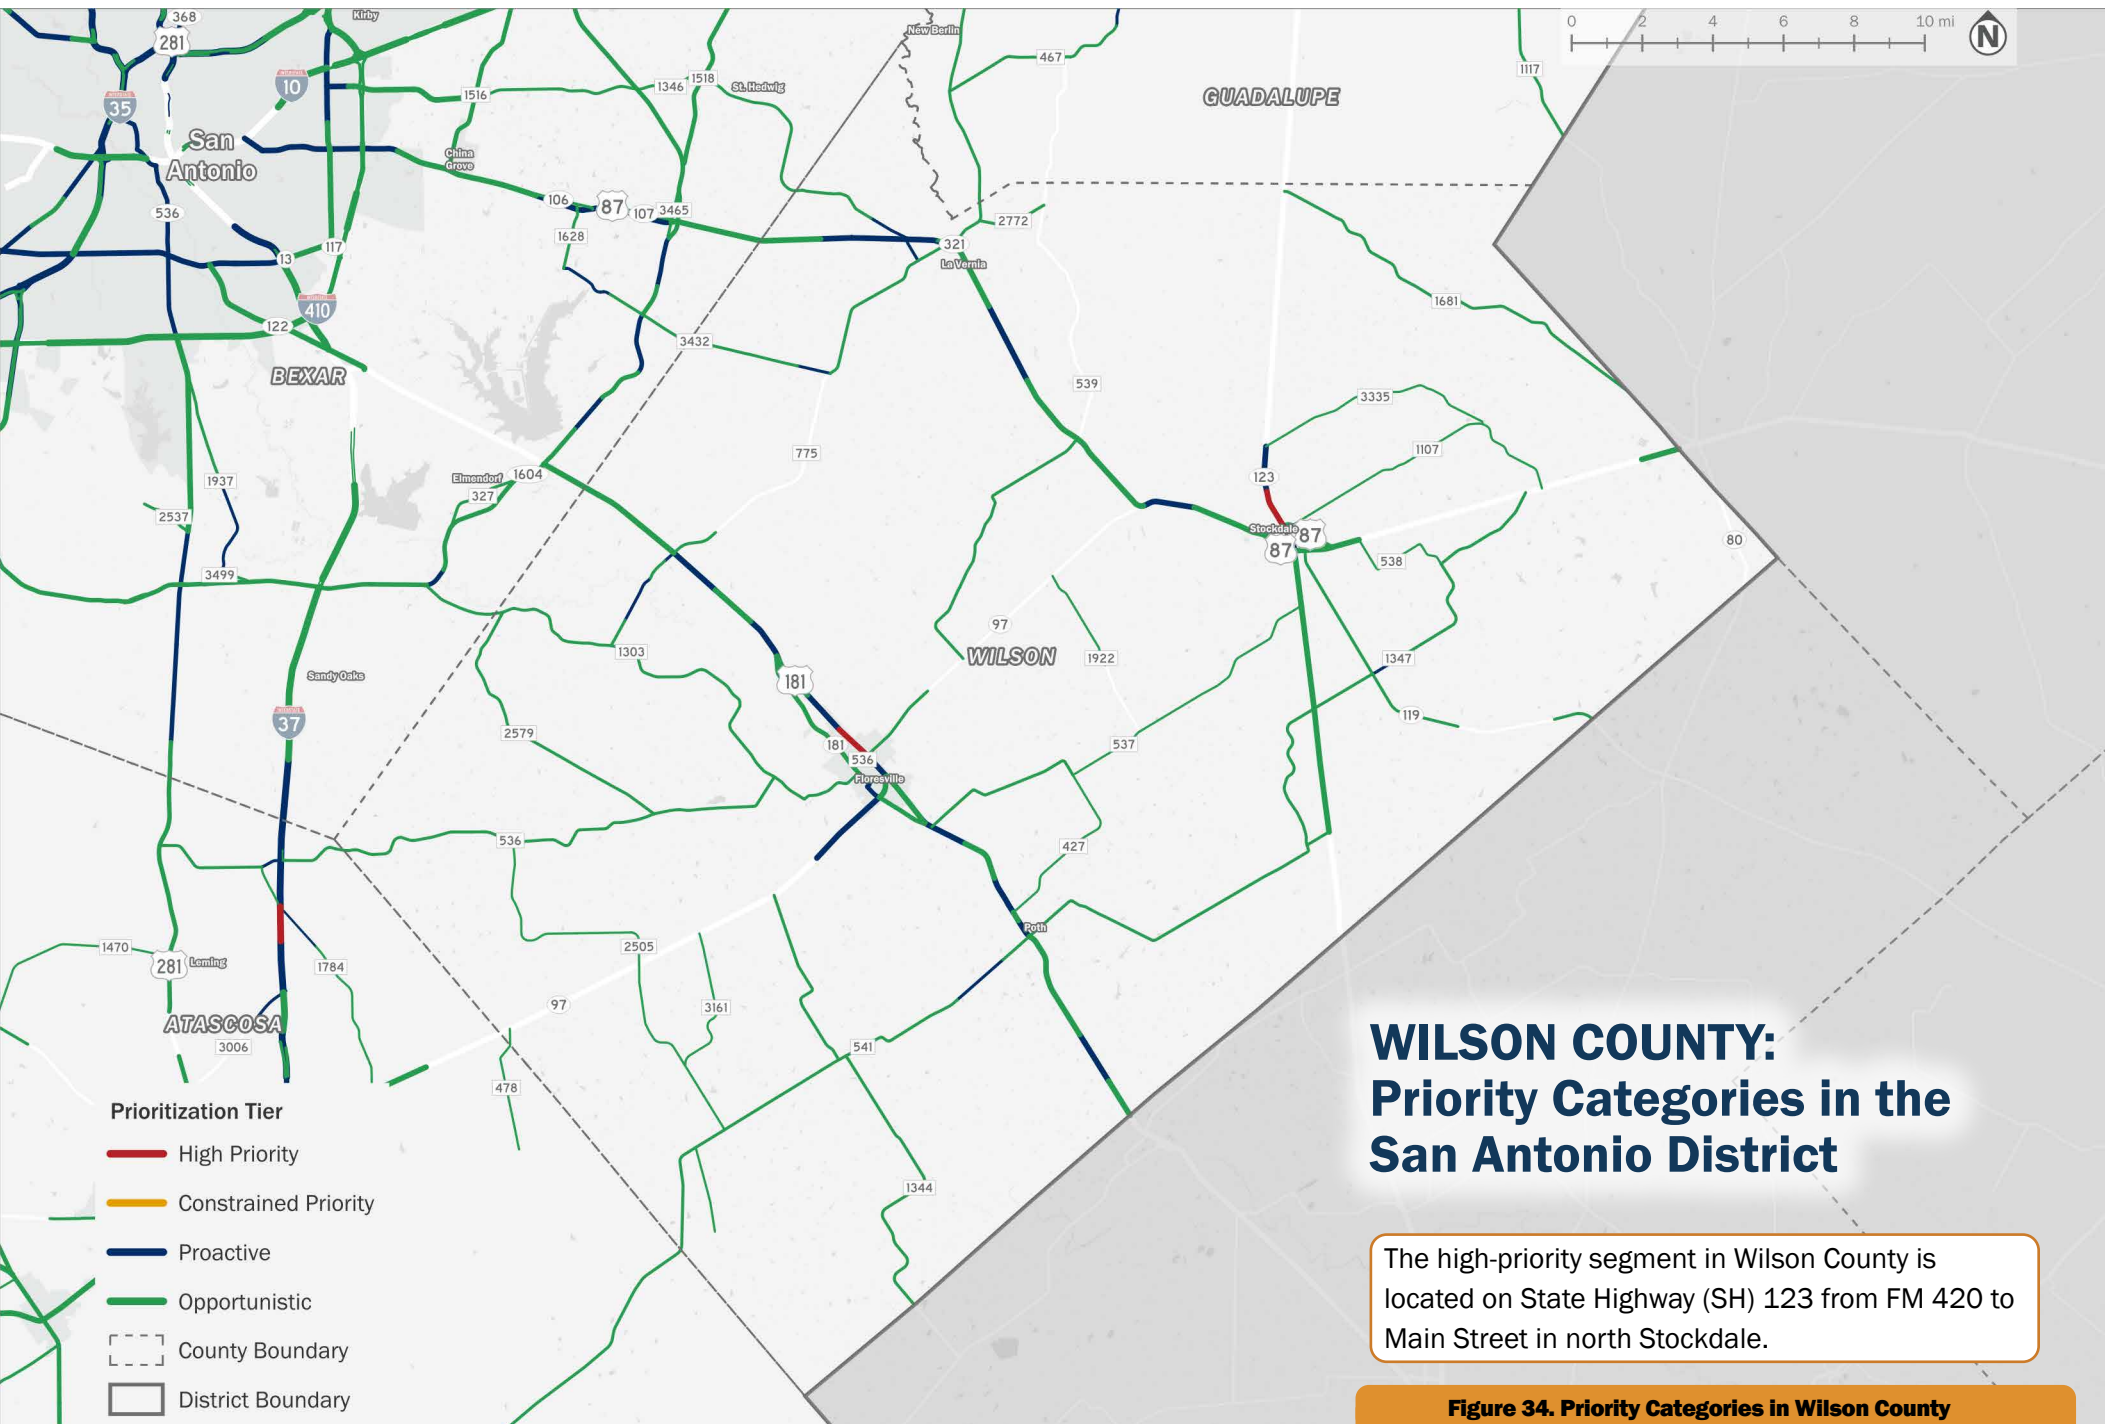 368
Kirby
281
10
35
San
Antonio
1516
1346
1518
St. Hedwig
New Berlin
467
GUADALUPE
1117
0 2 4 6 8 10 mi
N
China
Grove
536
106
87
107
3465
1628
117
13
410
122
321
La Vernia
2772
1681
3432
BEXAR
539
3335
775
1107
123
Elmendorf
1604
327
1937
2537
3499
Stockdale
87
87
538
80
97
WILSON
1922
1303
1347
Sandy Oaks
181
37
2579
181
536
Floresville
537
119
536
427
Poth
1470
281
Leming
1784
2505
97
3161
ATASCOSA
3006
541
478
1344
Prioritization Tier
High Priority
Constrained Priority
Proactive
Opportunistic
County Boundary
District Boundary
WILSON COUNTY:
Priority Categories in the
San Antonio District
The high-priority segment in Wilson County is
located on State Highway (SH) 123 from FM 420 to
Main Street in north Stockdale.
Figure 34. Priority Categories in Wilson County